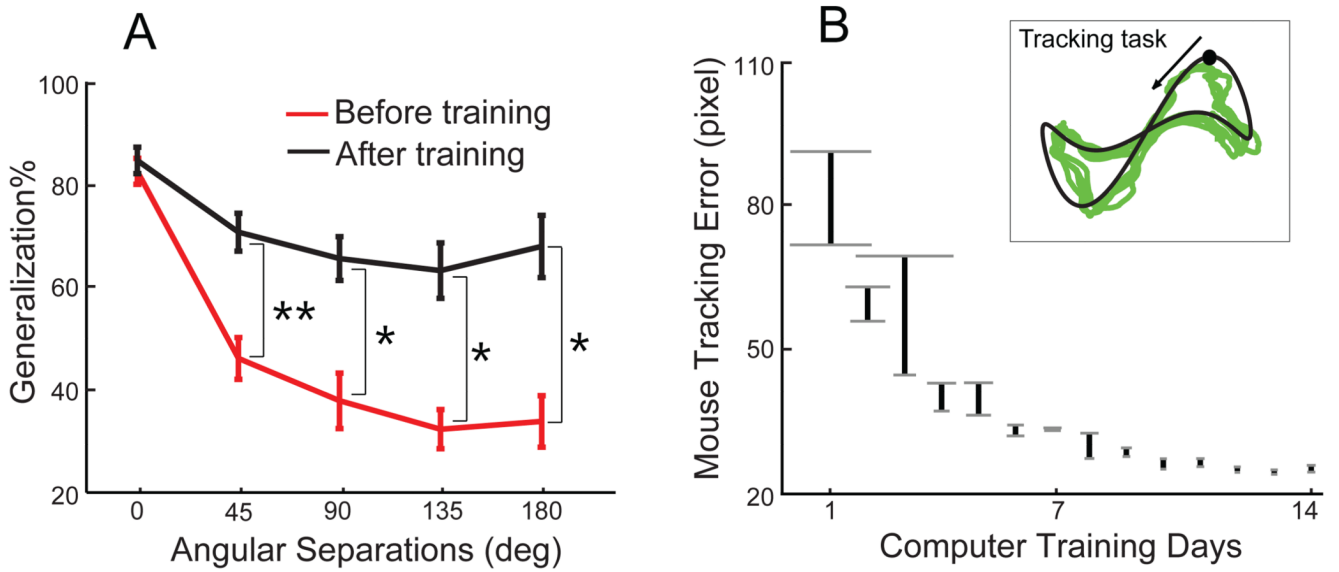 A
Generalization%
100
80
60
40
20
Before training
After training
**
*
*
*
0 45 90 135 180
Angular Separations (deg)
B
Mouse Tracking Error (pixel)
110
80
50
20
Tracking task
1 7 14
Computer Training Days